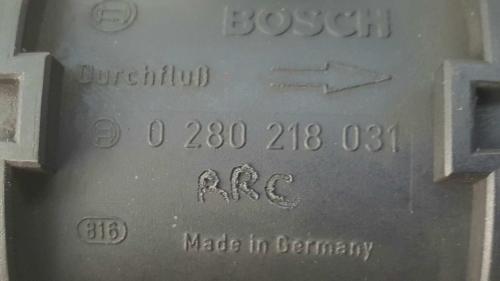 BOSCH
Durchfluß
0 280 218 031
RRC
816
Made in Germany